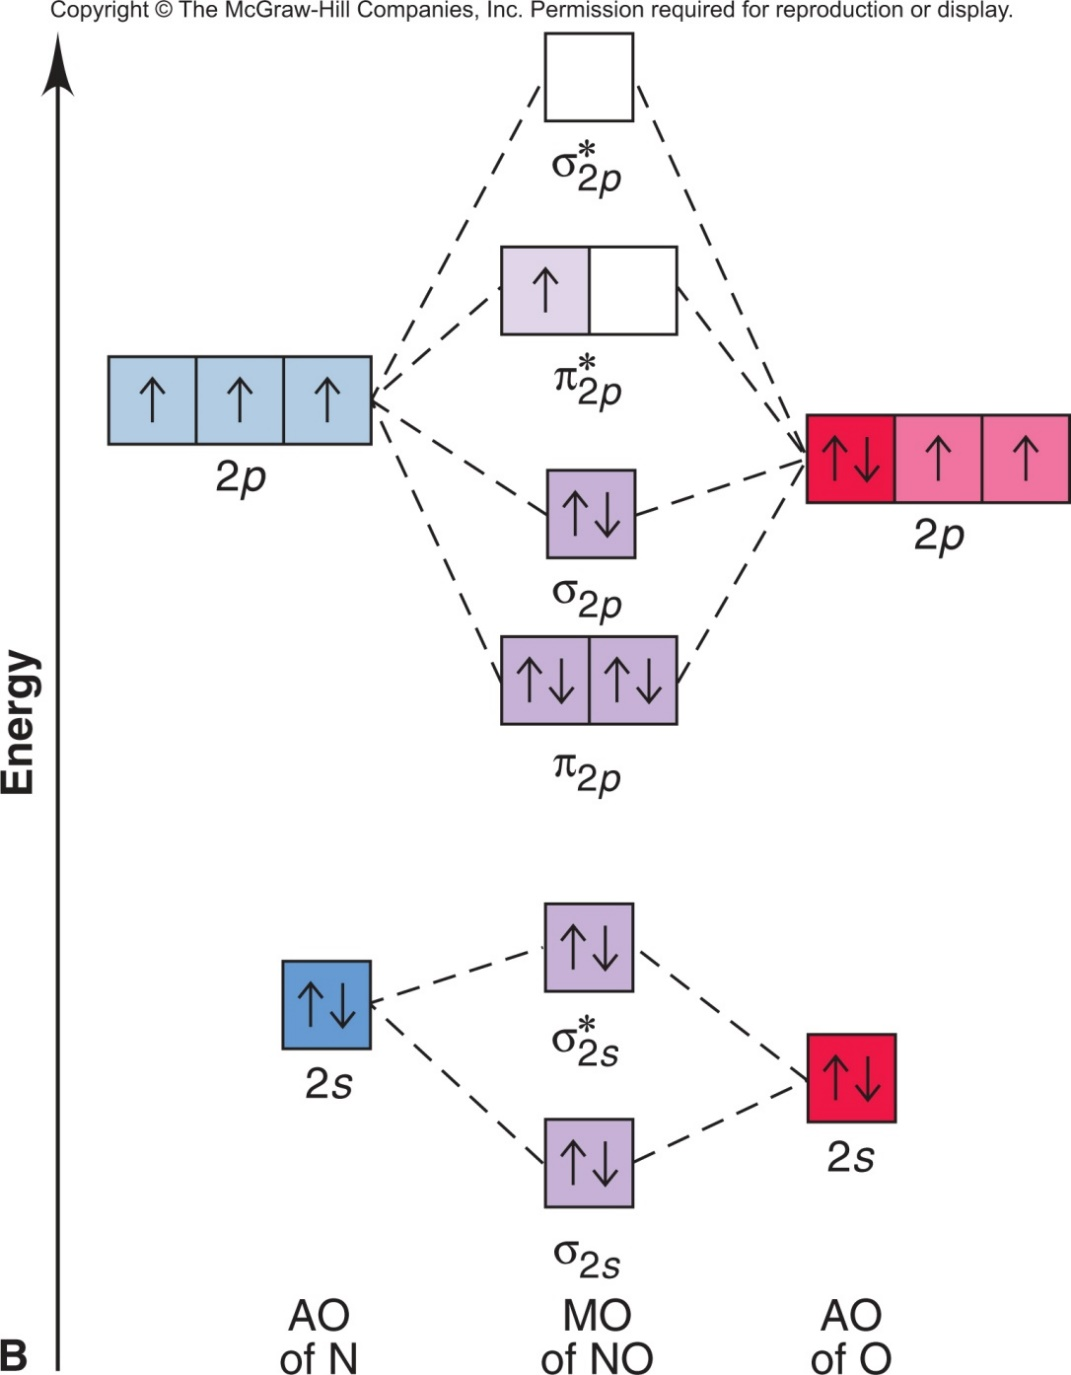 Copyright © The McGraw-Hill Companies, Inc. Permission required for reproduction or display.
σ*2p
↑
π*2p
↑ ↑ ↑
2p
↑↓ ↑ ↑
2p
↑↓
σ2p
↑↓ ↑↓
π2p
Energy
↑↓
σ*2s
↑↓
2s
↑↓
2s
↑↓
σ2s
AO MO AO
of N of NO of O
B